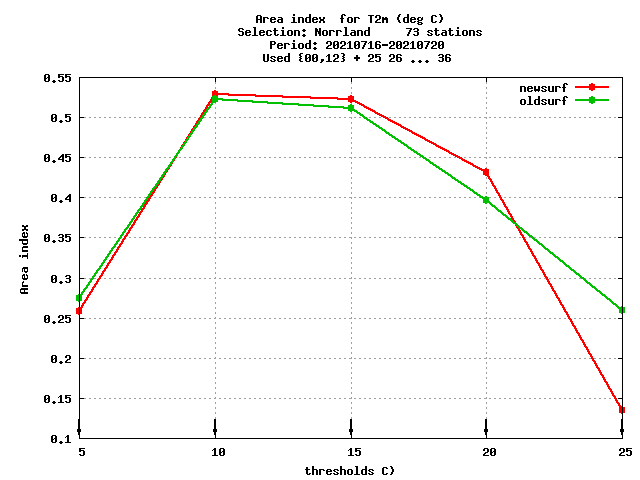 Area index  for T2m (deg C)
Selection: Norrland     73 stations
Period: 20210716-20210720
Used {00,12} + 25 26 ... 36
newsurf
oldsurf
0.55
0.5
0.45
0.4
0.35
0.3
0.25
0.2
0.15
0.1
Area index
5 10 15 20 25
thresholds C)